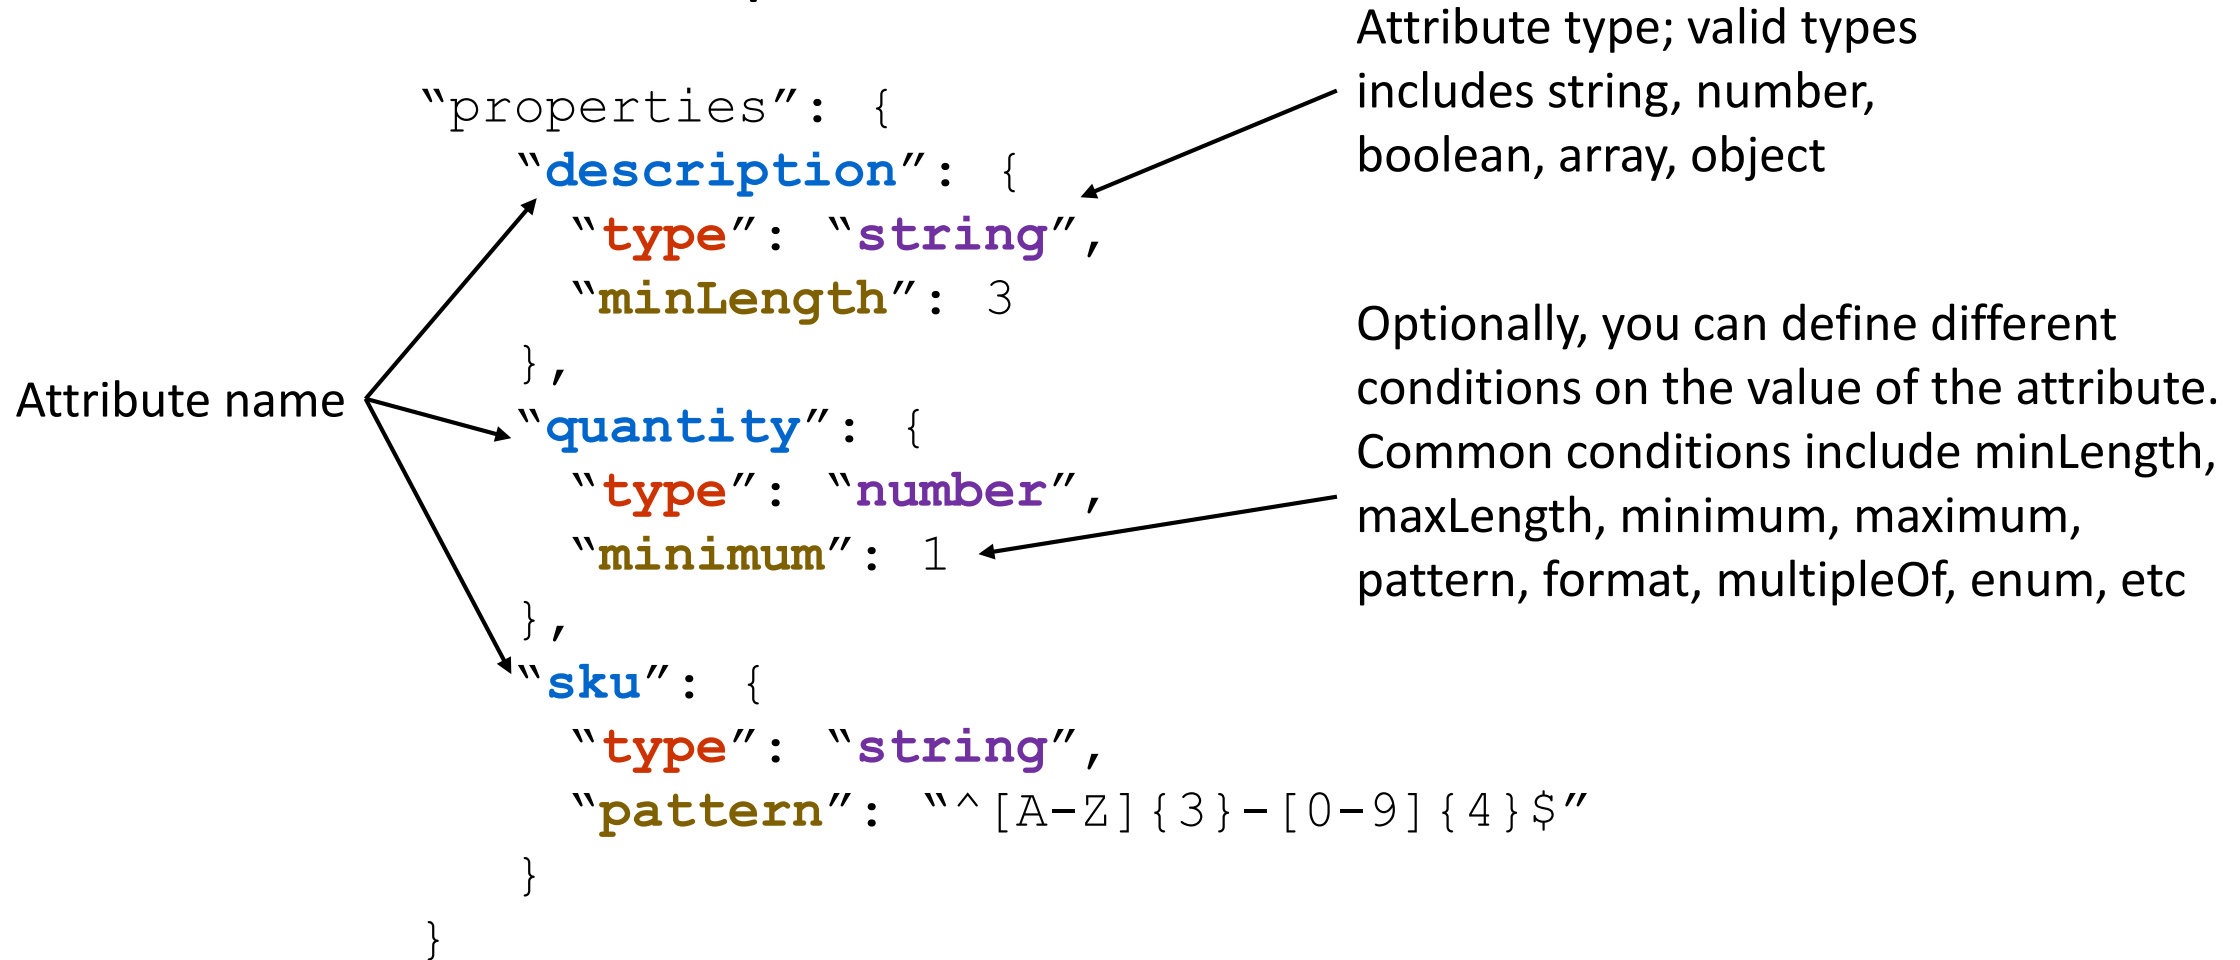 Attribute type; valid types
includes string, number,
boolean, array, object
“properties”: {
“description”: {
“type”: “string”,
“minLength”: 3
},
“quantity”: {
“type”: “number”,
“minimum”: 1
},
“sku”: {
“type”: “string”,
“pattern”: “^[A-Z]{3}-[0-9]{4}$”
}
}
Attribute name
Optionally, you can define different
conditions on the value of the attribute.
Common conditions include minLength,
maxLength, minimum, maximum,
pattern, format, multipleOf, enum, etc